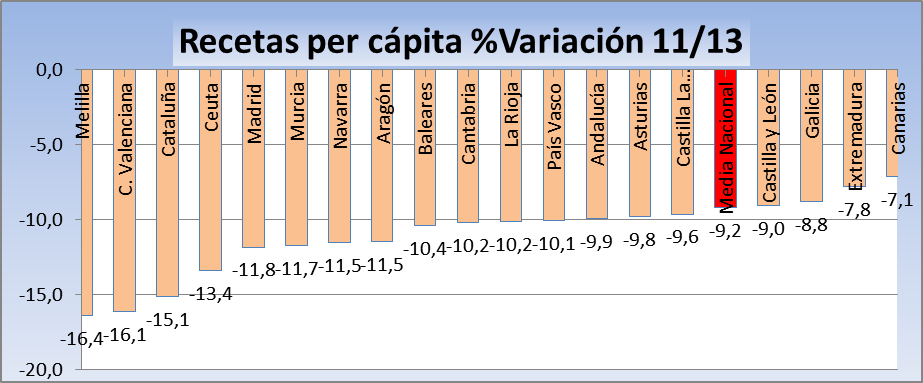 Recetas per cápita %Variación 11/13
0,0
-5,0
-10,0
-15,0
-20,0
Melilla
C. Valenciana
Cataluña
Ceuta
Madrid
Murcia
Navarra
Aragón
Baleares
Cantabria
La Rioja
País Vasco
Andalucía
Asturias
Castilla La...
Media Nacional
Castilla y León
Galicia
Extremadura
Canarias
-16,4
-16,1
-15,1
-13,4
-11,8
-11,7
-11,5
-11,5
-10,4
-10,2
-10,2
-10,1
-9,9
-9,8
-9,6
-9,2
-9,0
-8,8
-7,8
-7,1